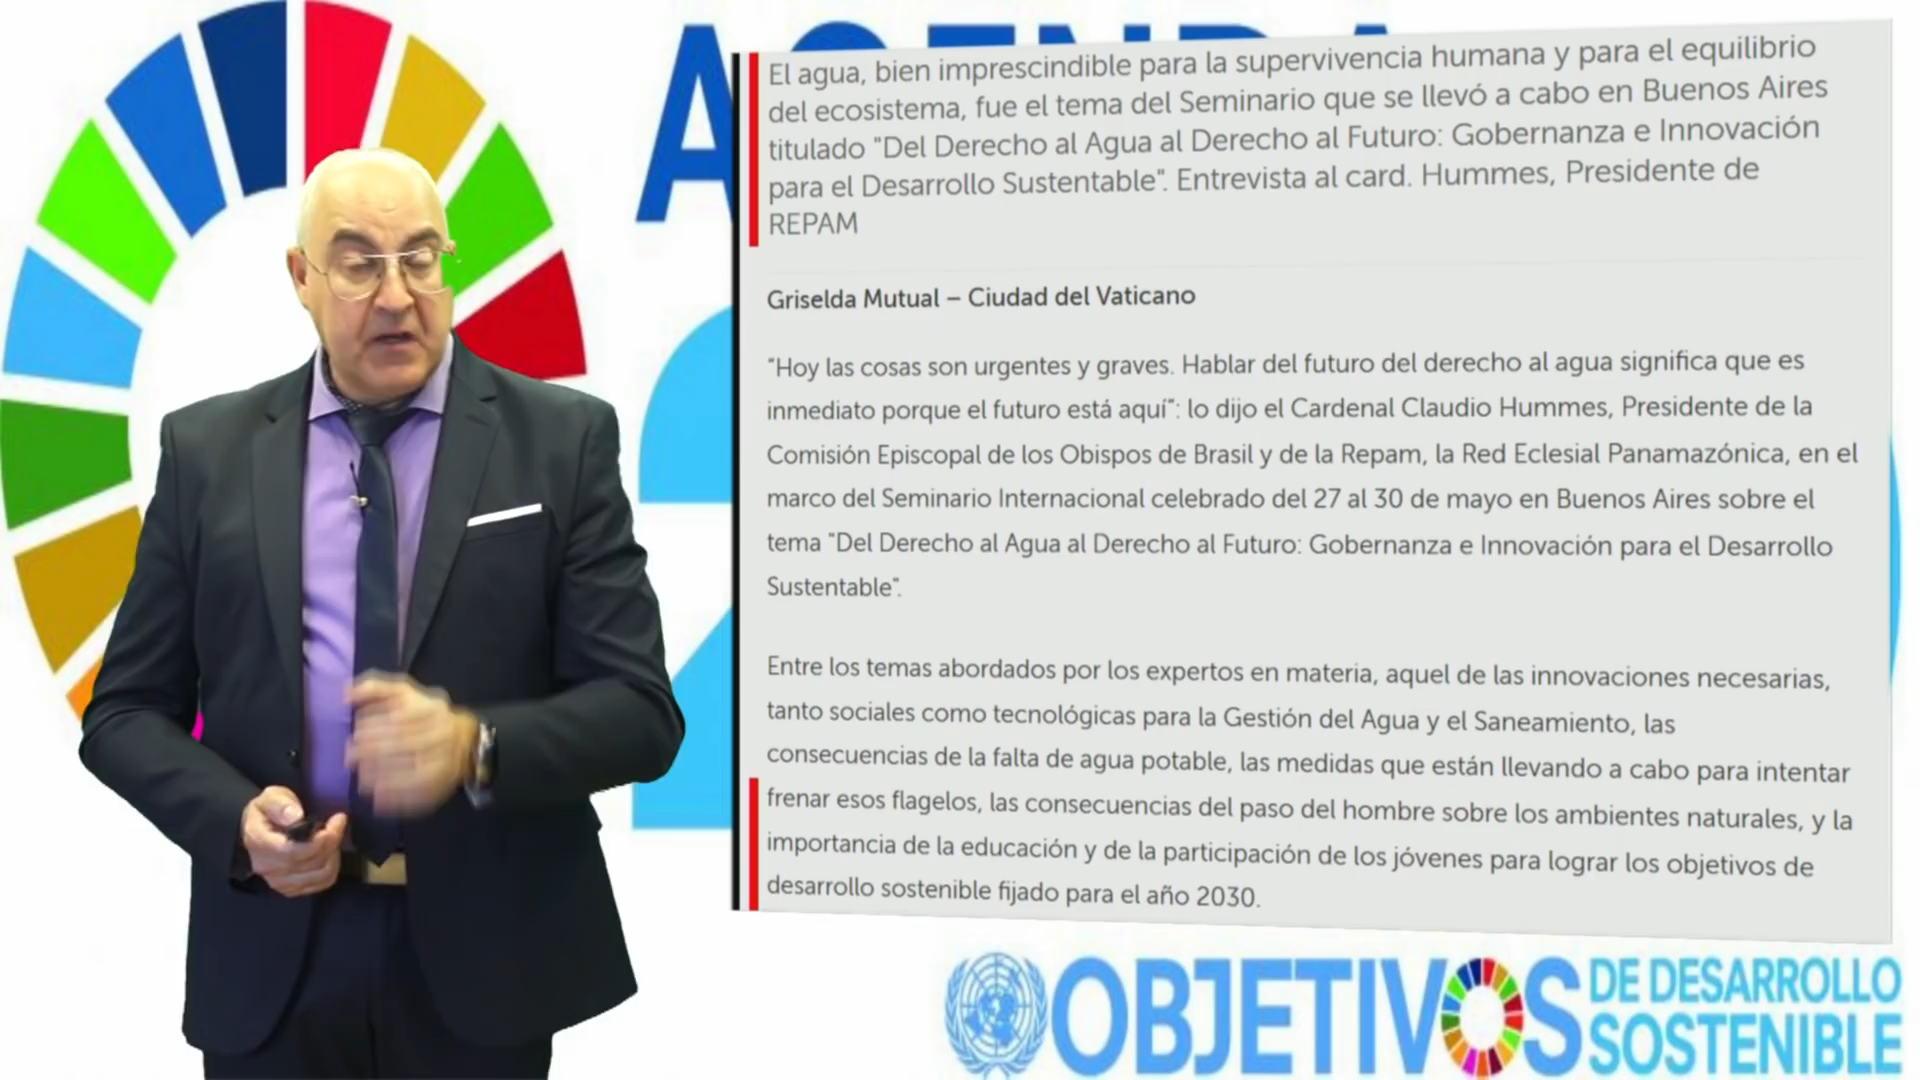 AGENDA
El agua, bien imprescindible para la supervivencia humana y para el equilibrio
del ecosistema, fue el tema del Seminario que se llevó a cabo en Buenos Aires
titulado "Del Derecho al Agua al Derecho al Futuro: Gobernanza e Innovación
para el Desarrollo Sustentable". Entrevista al card. Hummes, Presidente de
REPAM
Griselda Mutual – Ciudad del Vaticano
“Hoy las cosas son urgentes y graves. Hablar del futuro del derecho al agua significa que es
inmediato porque el futuro está aquí”: lo dijo el Cardenal Claudio Hummes, Presidente de la
Comisión Episcopal de los Obispos de Brasil y de la Repam, la Red Eclesial Panamazónica, en el
marco del Seminario Internacional celebrado del 27 al 30 de mayo en Buenos Aires sobre el
tema "Del Derecho al Agua al Derecho al Futuro: Gobernanza e Innovación para el Desarrollo
Sustentable".
Entre los temas abordados por los expertos en materia, aquel de las innovaciones necesarias,
tanto sociales como tecnológicas para la Gestión del Agua y el Saneamiento, las
consecuencias de la falta de agua potable, las medidas que están llevando a cabo para intentar
frenar esos flagelos, las consecuencias del paso del hombre sobre los ambientes naturales, y la
importancia de la educación y de la participación de los jóvenes para lograr los objetivos de
desarrollo sostenible fijado para el año 2030.
OBJETIVOS DE DESARROLLO
SOSTENIBLE